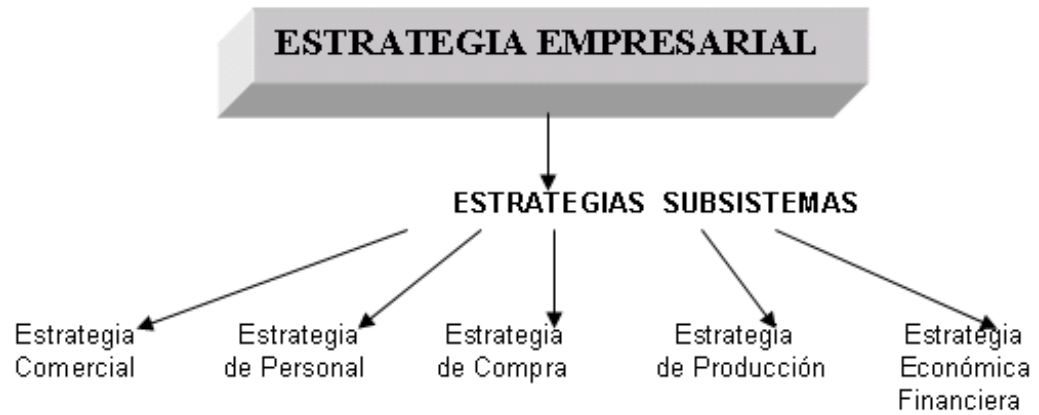 ESTRATEGIA EMPRESARIAL
ESTRATEGIAS SUBSISTEMAS
Estrategia
Comercial
Estrategia
de Personal
Estrategia
de Compra
Estrategia
de Producción
Estrategia
Económica
Financiera